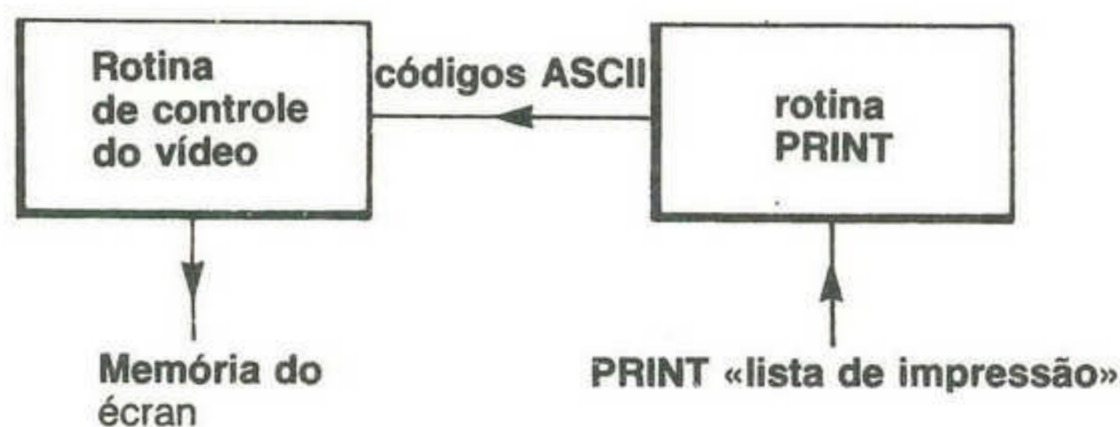 Rotina
de controle
do vídeo
códigos ASCII
rotina
PRINT
Memória do
écran
PRINT «lista de impressão»